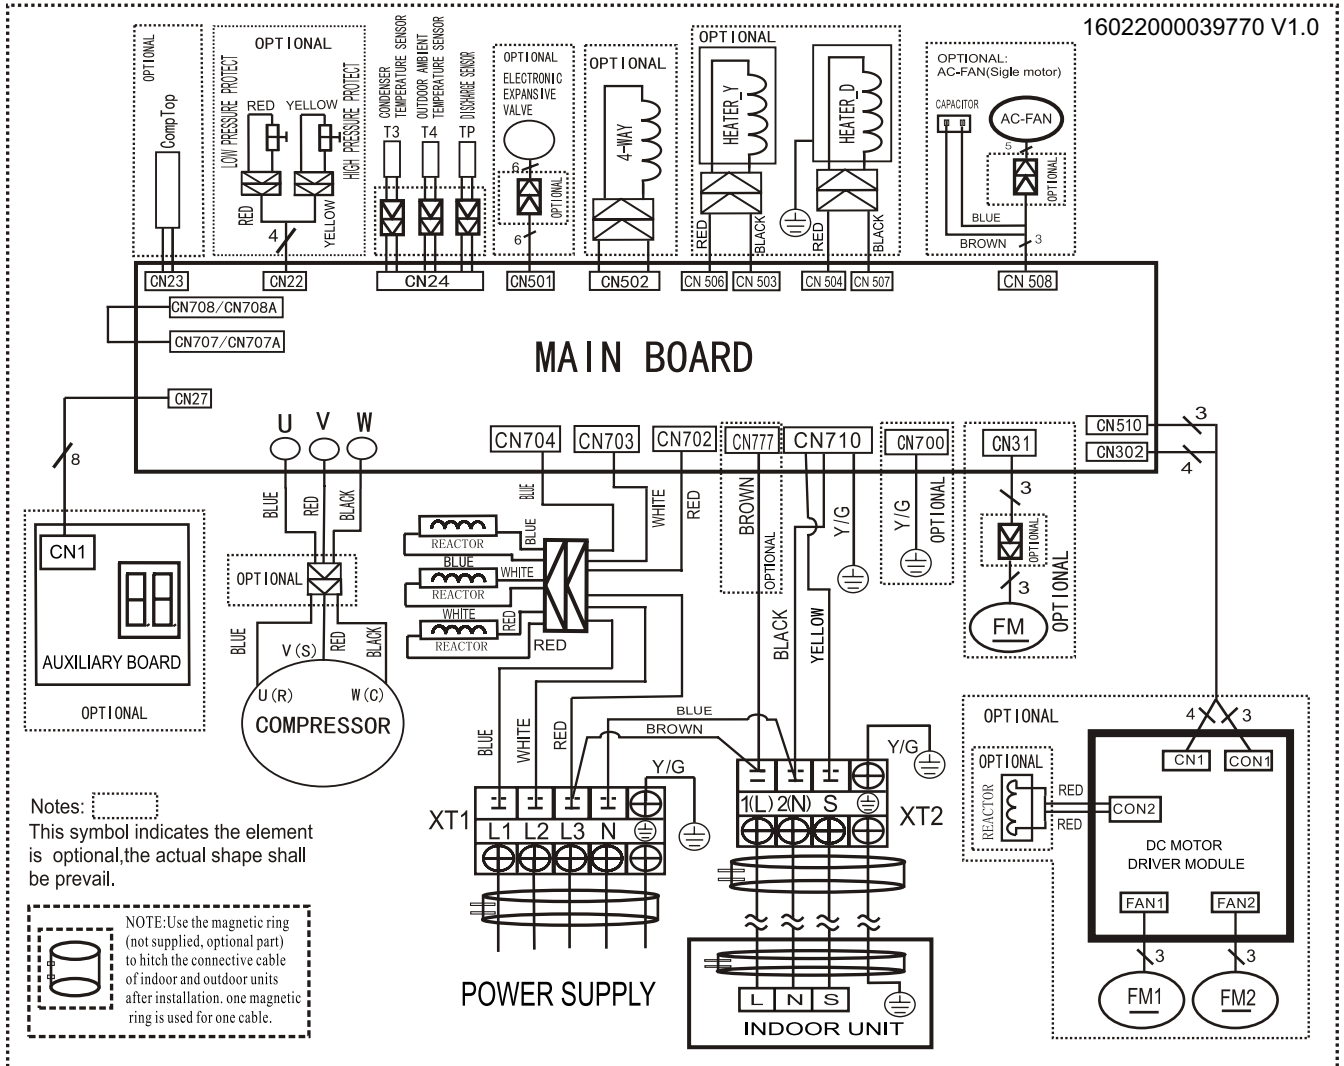 16022000039770 V1.0
OPTIONAL
CompTop
CN23
OPTIONAL
LOW PRESSURE PROTECT
RED
YELLOW
HIGH PRESSURE PROTECT
RED
YELLOW
4
CN22
CONDENSER
TEMPERATURE SENSOR
T3
OUTDOOR AMBIENT
TEMPERATURE SENSOR
T4
DISCHARGE SENSOR
TP
CN24
OPTIONAL
ELECTRONIC
EXPANSIVE
VALVE
6
OPTIONAL
6
CN501
OPTIONAL
4-WAY
CN502
OPTIONAL
HEATER_Y
HEATER_D
RED
BLACK
RED
BLACK
CN 506
CN 503
CN 504
CN 507
OPTIONAL:
AC-FAN(Sigle motor)
CAPACITOR
AC-FAN
5
OPTIONAL
BLUE
BROWN
3
CN 508
CN708/CN708A
CN707/CN707A
MAIN BOARD
CN27
8
U
V
W
CN704
CN703
CN702
CN777
CN710
CN700
CN31
CN510
CN302
3
4
BLUE
RED
BLACK
OPTIONAL
BLUE
RED
BLACK
V(S)
U(R)
W(C)
COMPRESSOR
CN1
AUXILIARY BOARD
OPTIONAL
BLUE
WHITE
RED
REACTOR
BLUE
BLUE
WHITE
REACTOR
WHITE
RED
REACTOR
RED
BROWN
OPTIONAL
BLACK
YELLOW
Y/G
Y/G
OPTIONAL
3
OPTIONAL
3
FM
OPTIONAL
BLUE
WHITE
RED
BLUE
BROWN
Y/G
XT1
L1 L2 L3 N
Y/G
1(L) 2(N) S
XT2
POWER SUPPLY
L N S
INDOOR UNIT
OPTIONAL
4
3
CN1
CON1
OPTIONAL
REACTOR
RED
RED
CON2
DC MOTOR
DRIVER MODULE
FAN1
FAN2
3
3
FM1
FM2
Notes:
This symbol indicates the element
is optional,the actual shape shall
be prevail.
NOTE:Use the magnetic ring
(not supplied, optional part)
to hitch the connective cable
of indoor and outdoor units
after installation. one magnetic
ring is used for one cable.